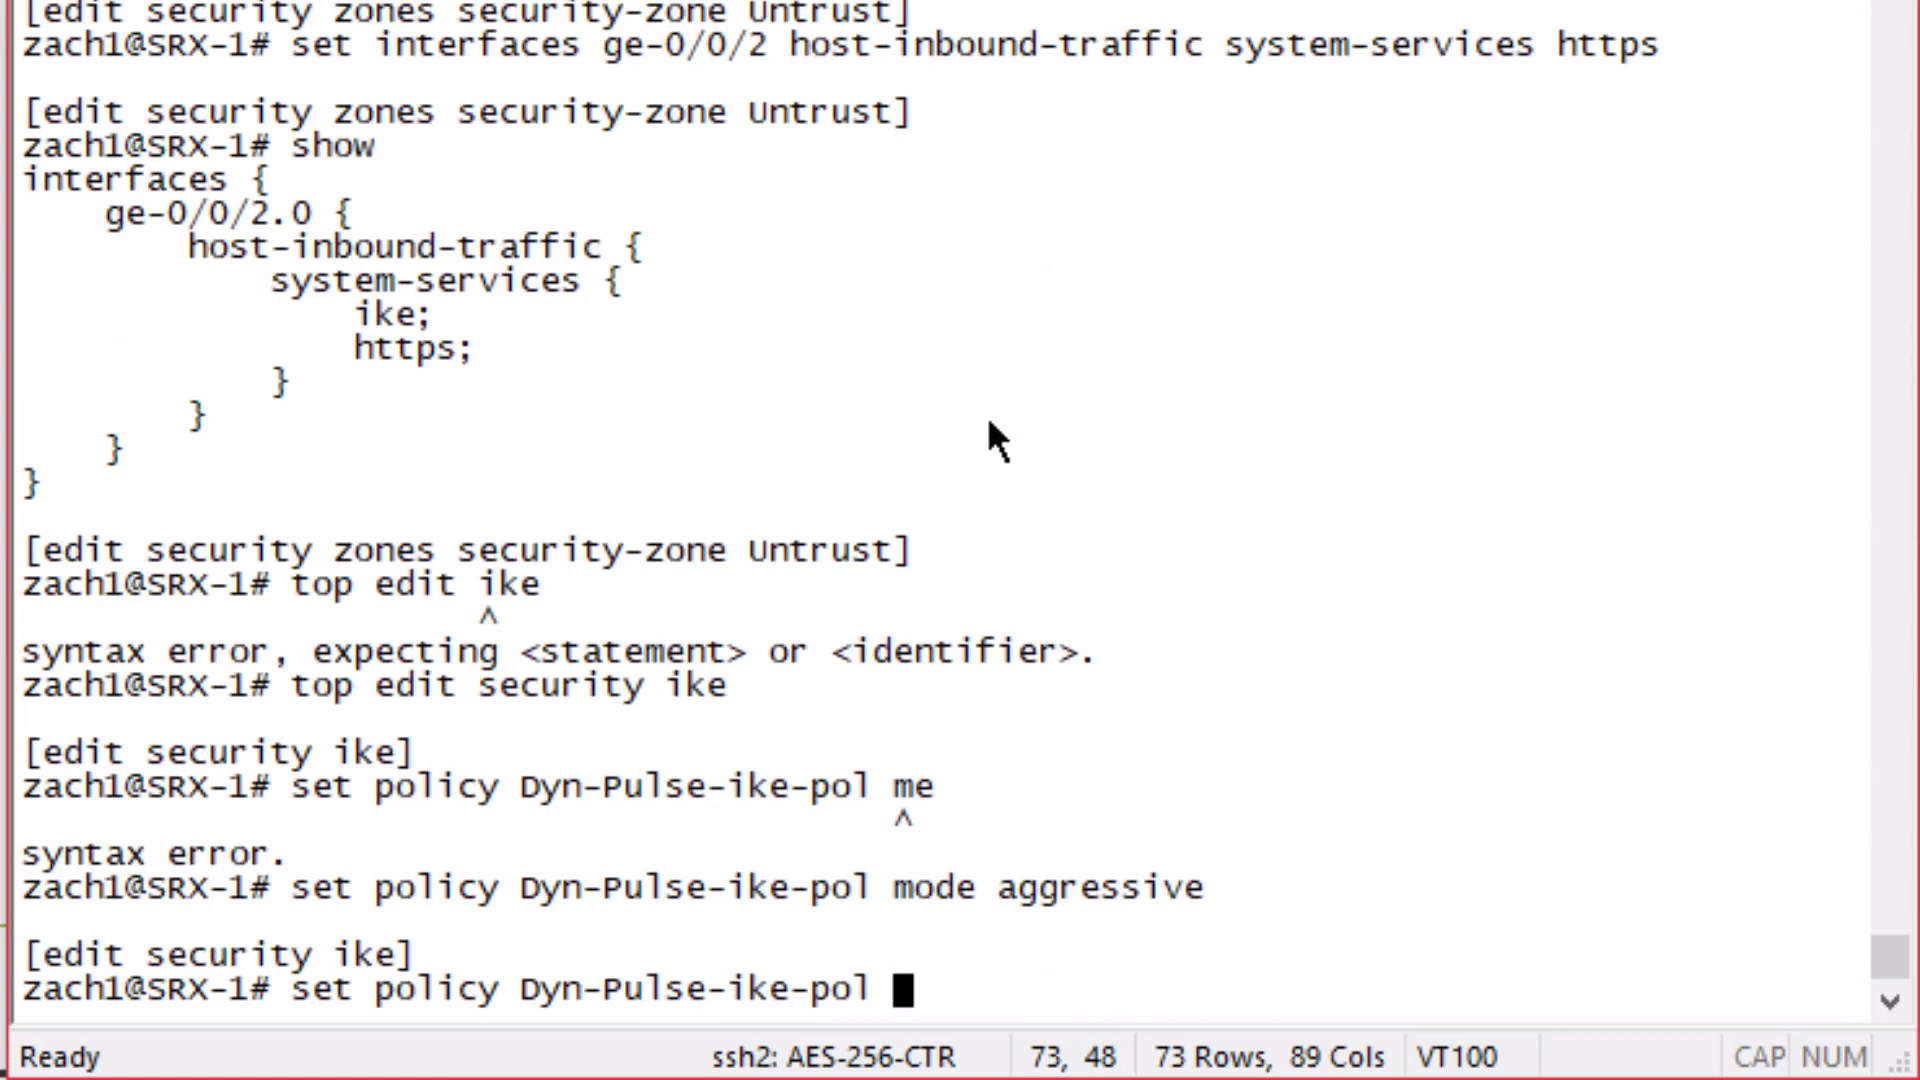 [edit security zones security-zone Untrust]
zach1@SRX-1# set interfaces ge-0/0/2 host-inbound-traffic system-services https
[edit security zones security-zone Untrust]
zach1@SRX-1# show
interfaces {
    ge-0/0/2.0 {
        host-inbound-traffic {
            system-services {
                ike;
                https;
            }
        }
    }
}
[edit security zones security-zone Untrust]
zach1@SRX-1# top edit ike
                      ^
syntax error, expecting <statement> or <identifier>.
zach1@SRX-1# top edit security ike
[edit security ike]
zach1@SRX-1# set policy Dyn-Pulse-ike-pol me
                                          ^
syntax error.
zach1@SRX-1# set policy Dyn-Pulse-ike-pol mode aggressive
[edit security ike]
zach1@SRX-1# set policy Dyn-Pulse-ike-pol
Ready ssh2: AES-256-CTR 73, 48 73 Rows, 89 Cols VT100 CAP NUM